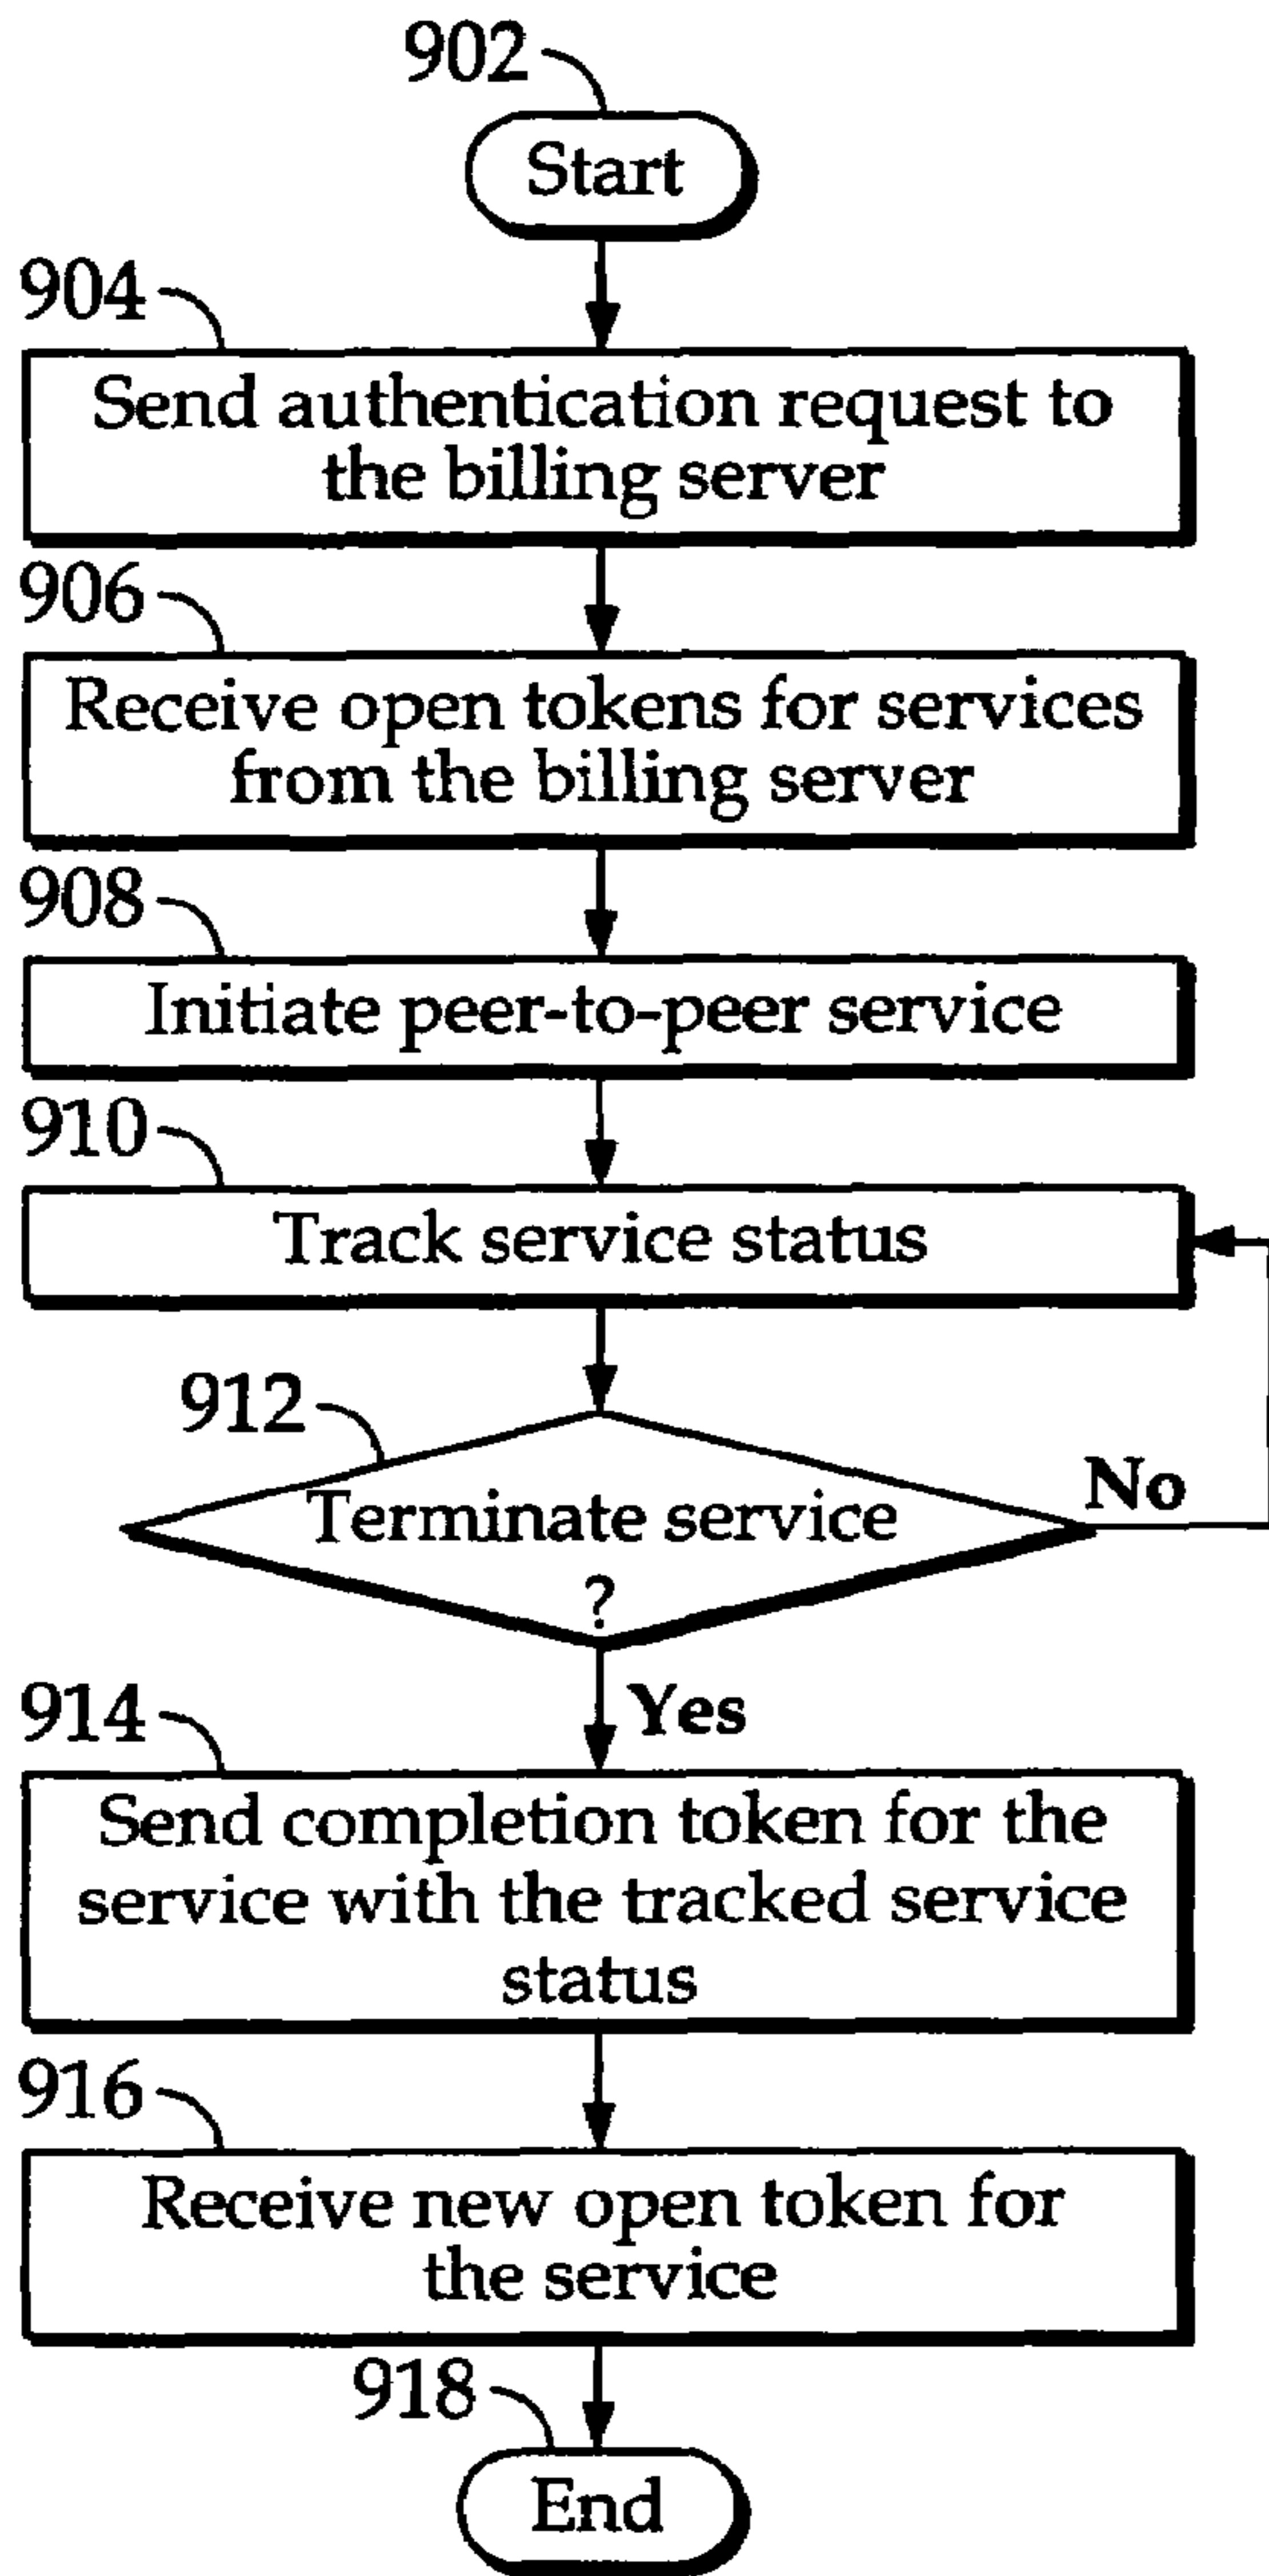 902
Start
904
Send authentication request to
the billing server
906
Receive open tokens for services
from the billing server
908
Initiate peer-to-peer service
910
Track service status
912
Terminate service
?
No
Yes
914
Send completion token for the
service with the tracked service
status
916
Receive new open token for
the service
918
End